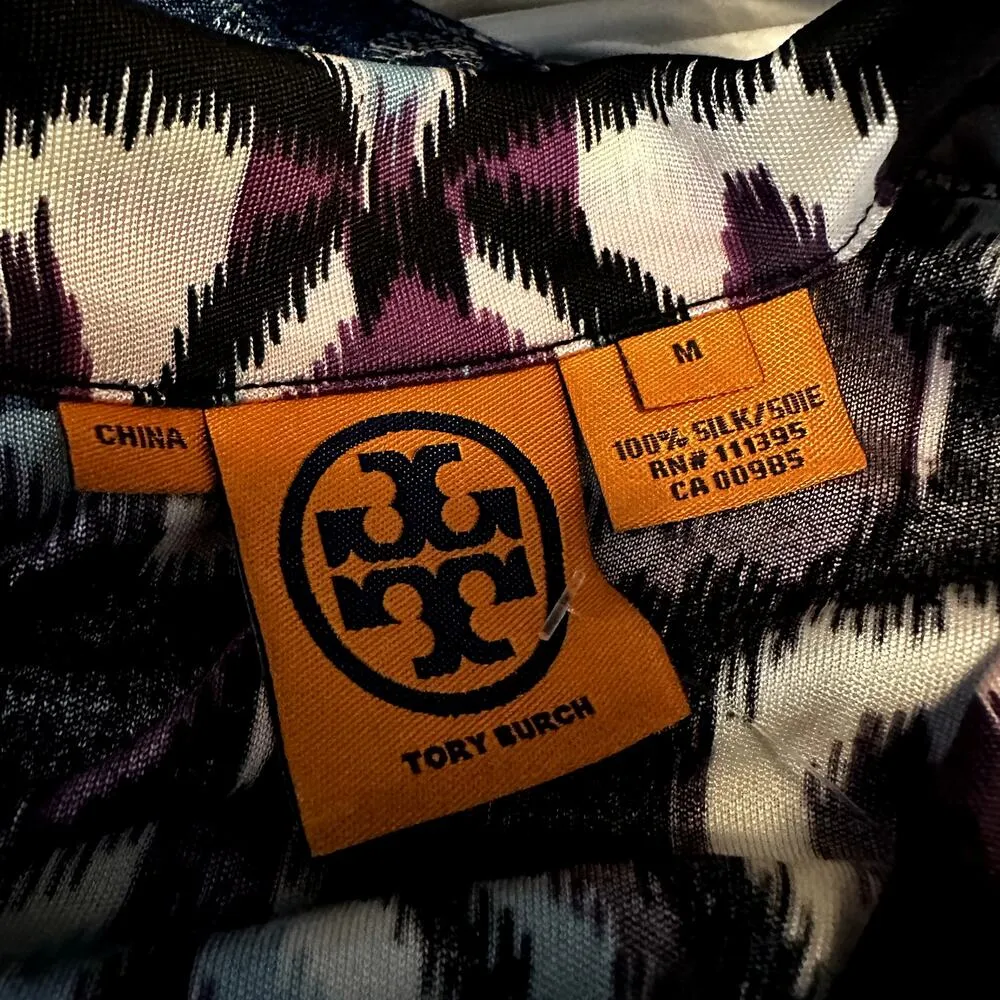 CHINA
TORY BURCH
M
100% SILK/SOIE
RN# 111395
CA 00985